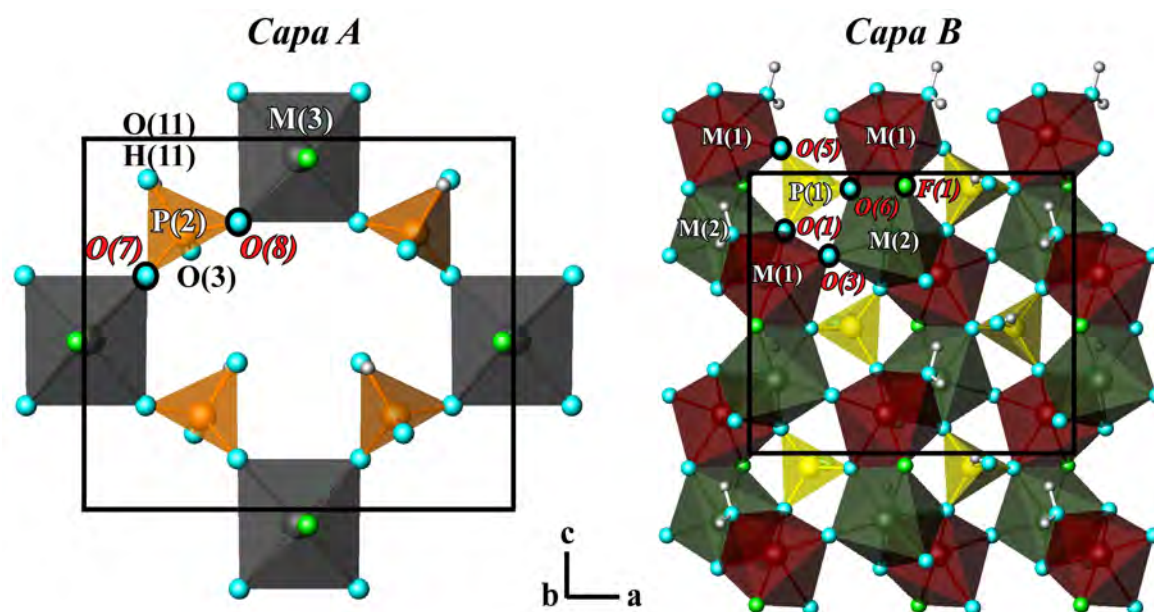 Capa A
Capa B
M(3)
O(11)
H(11)
P(2)
O(7)
O(8)
O(3)
M(1)
M(1)
O(5)
P(1)
O(6)
F(1)
M(2)
O(1)
M(2)
M(1)
O(3)
c
b
a